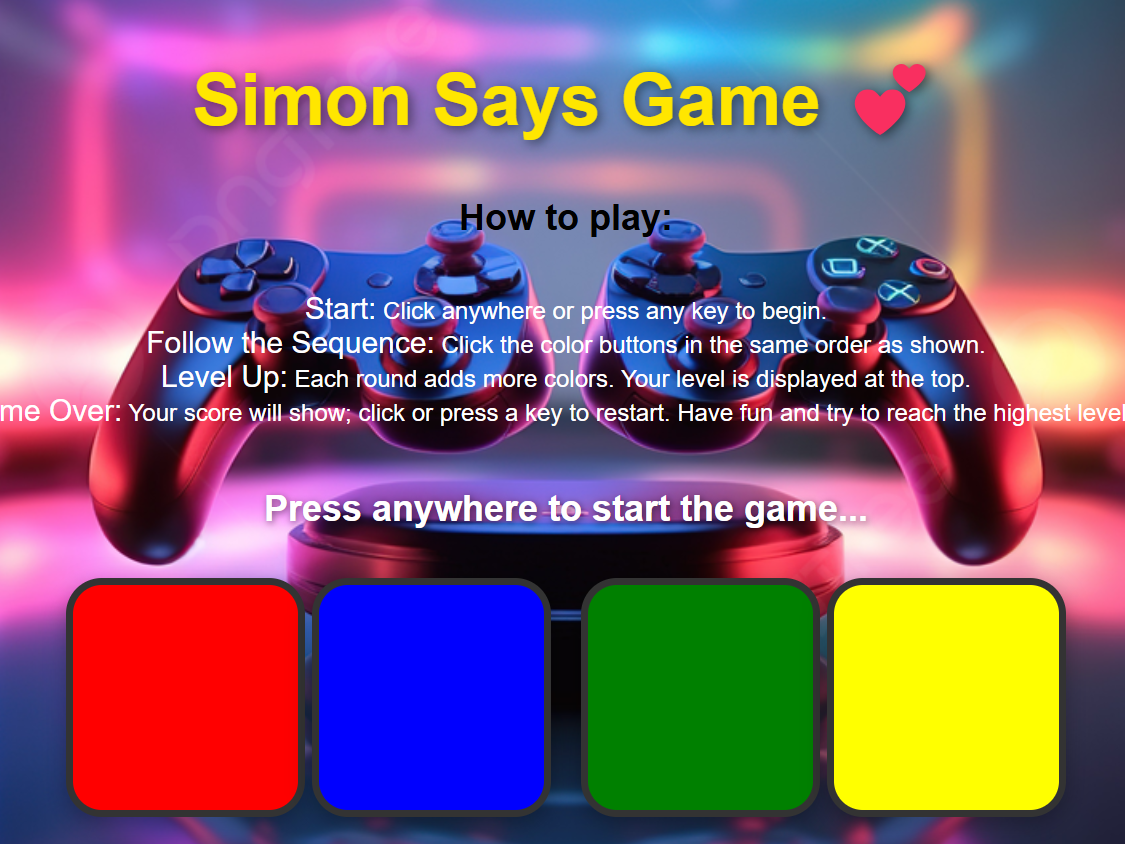 Simon Says Game 💕
How to play:
Start: Click anywhere or press any key to begin.
Follow the Sequence: Click the color buttons in the same order as shown.
Level Up: Each round adds more colors. Your level is displayed at the top.
me Over: Your score will show; click or press a key to restart. Have fun and try to reach the highest level
Press anywhere to start the game...
pngtree